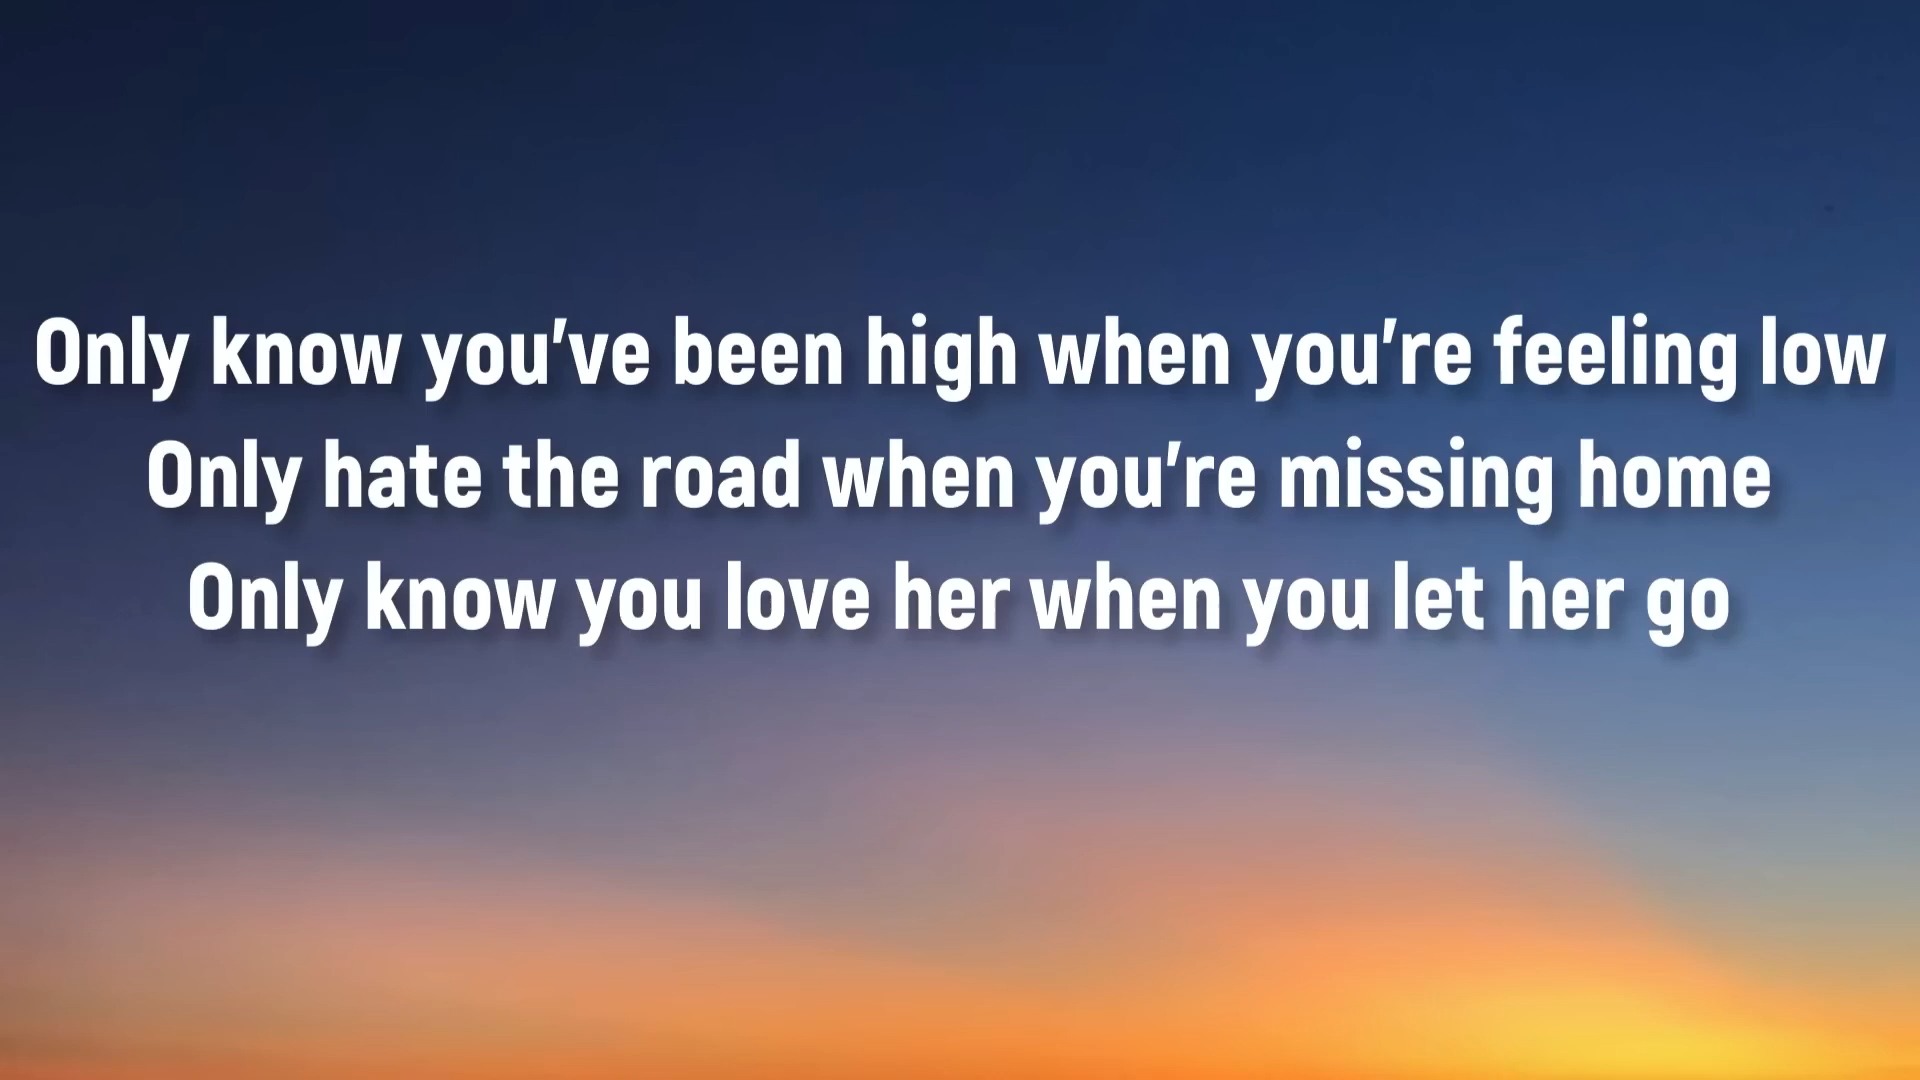 Only know you’ve been high when you’re feeling low
Only hate the road when you’re missing home
Only know you love her when you let her go